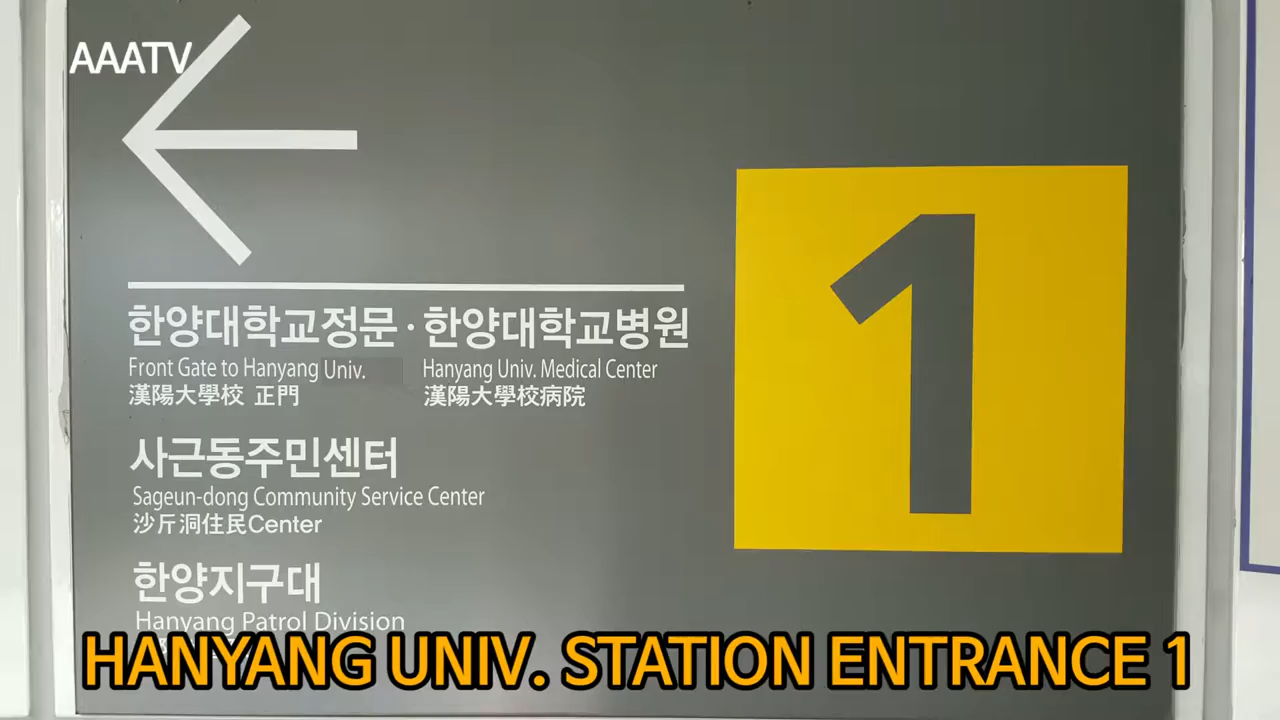 AAATV
한양대학교정문 · 한양대학교병원
Front Gate to Hanyang Univ. Hanyang Univ. Medical Center
漢陽大學校 正門 漢陽大學校病院
사근동주민센터
Sageun-dong Community Service Center
沙斤洞住民Center
한양지구대
Hanyang Patrol Division
1
HANYANG UNIV. STATION ENTRANCE 1